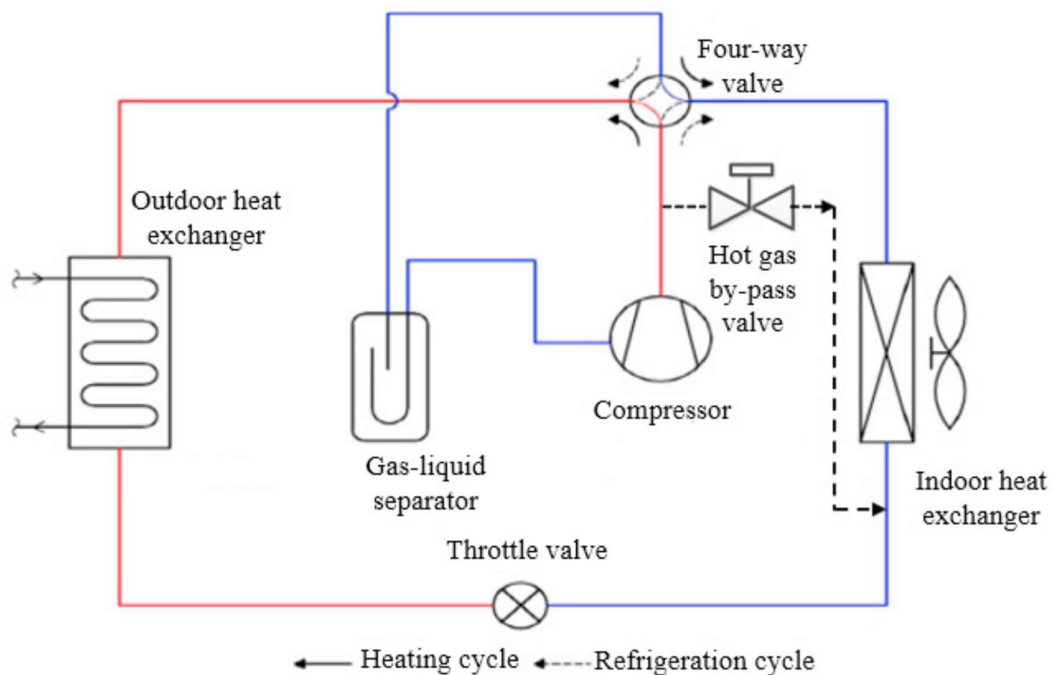 Four-way
valve
Outdoor heat
exchanger
Hot gas
by-pass
valve
Compressor
Gas-liquid
separator
Indoor heat
exchanger
Throttle valve
Heating cycle
Refrigeration cycle